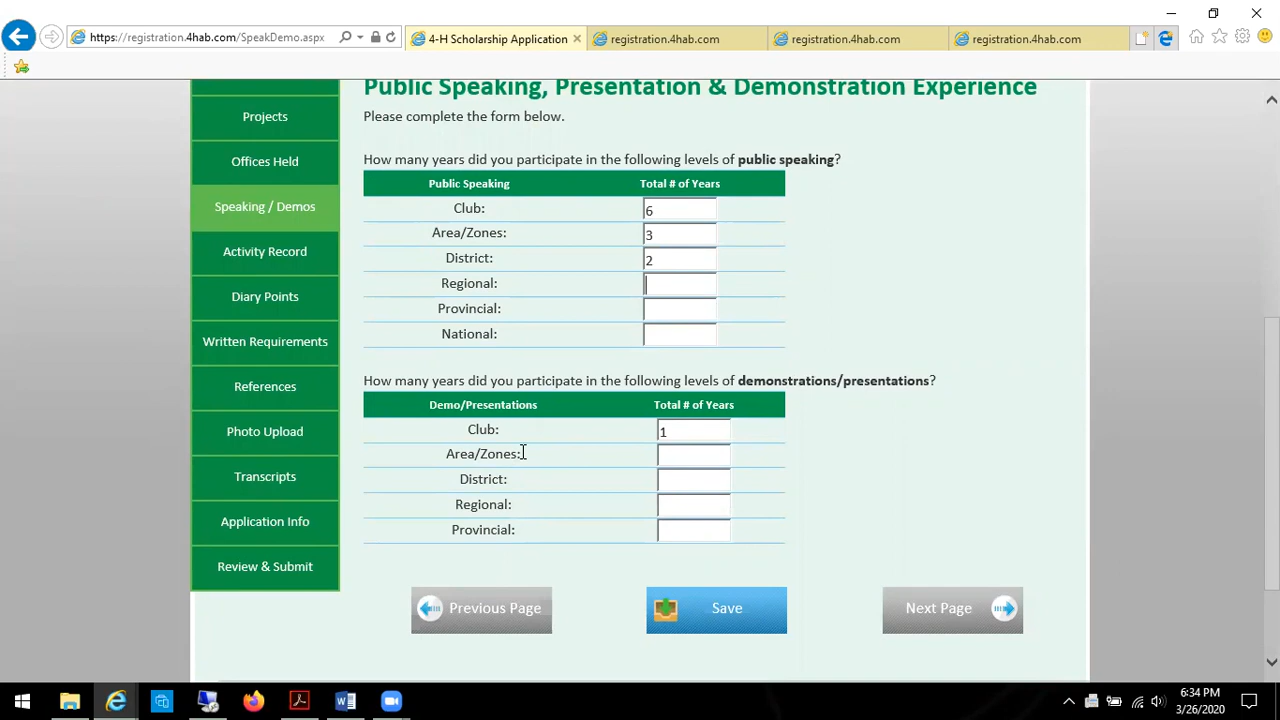 https://registration.4hab.com/SpeakDemo.aspx
4-H Scholarship Application
registration.4hab.com
registration.4hab.com
registration.4hab.com
Projects
Offices Held
Speaking / Demos
Activity Record
Diary Points
Written Requirements
References
Photo Upload
Transcripts
Application Info
Review & Submit
Public Speaking, Presentation & Demonstration Experience
Please complete the form below.
How many years did you participate in the following levels of public speaking?
Public Speaking Total # of Years
Club: 6
Area/Zones: 3
District: 2
Regional:
Provincial:
National:
How many years did you participate in the following levels of demonstrations/presentations?
Demo/Presentations Total # of Years
Club: 1
Area/Zones:
District:
Regional:
Provincial:
Previous Page
Save
Next Page
6:34 PM
3/26/2020